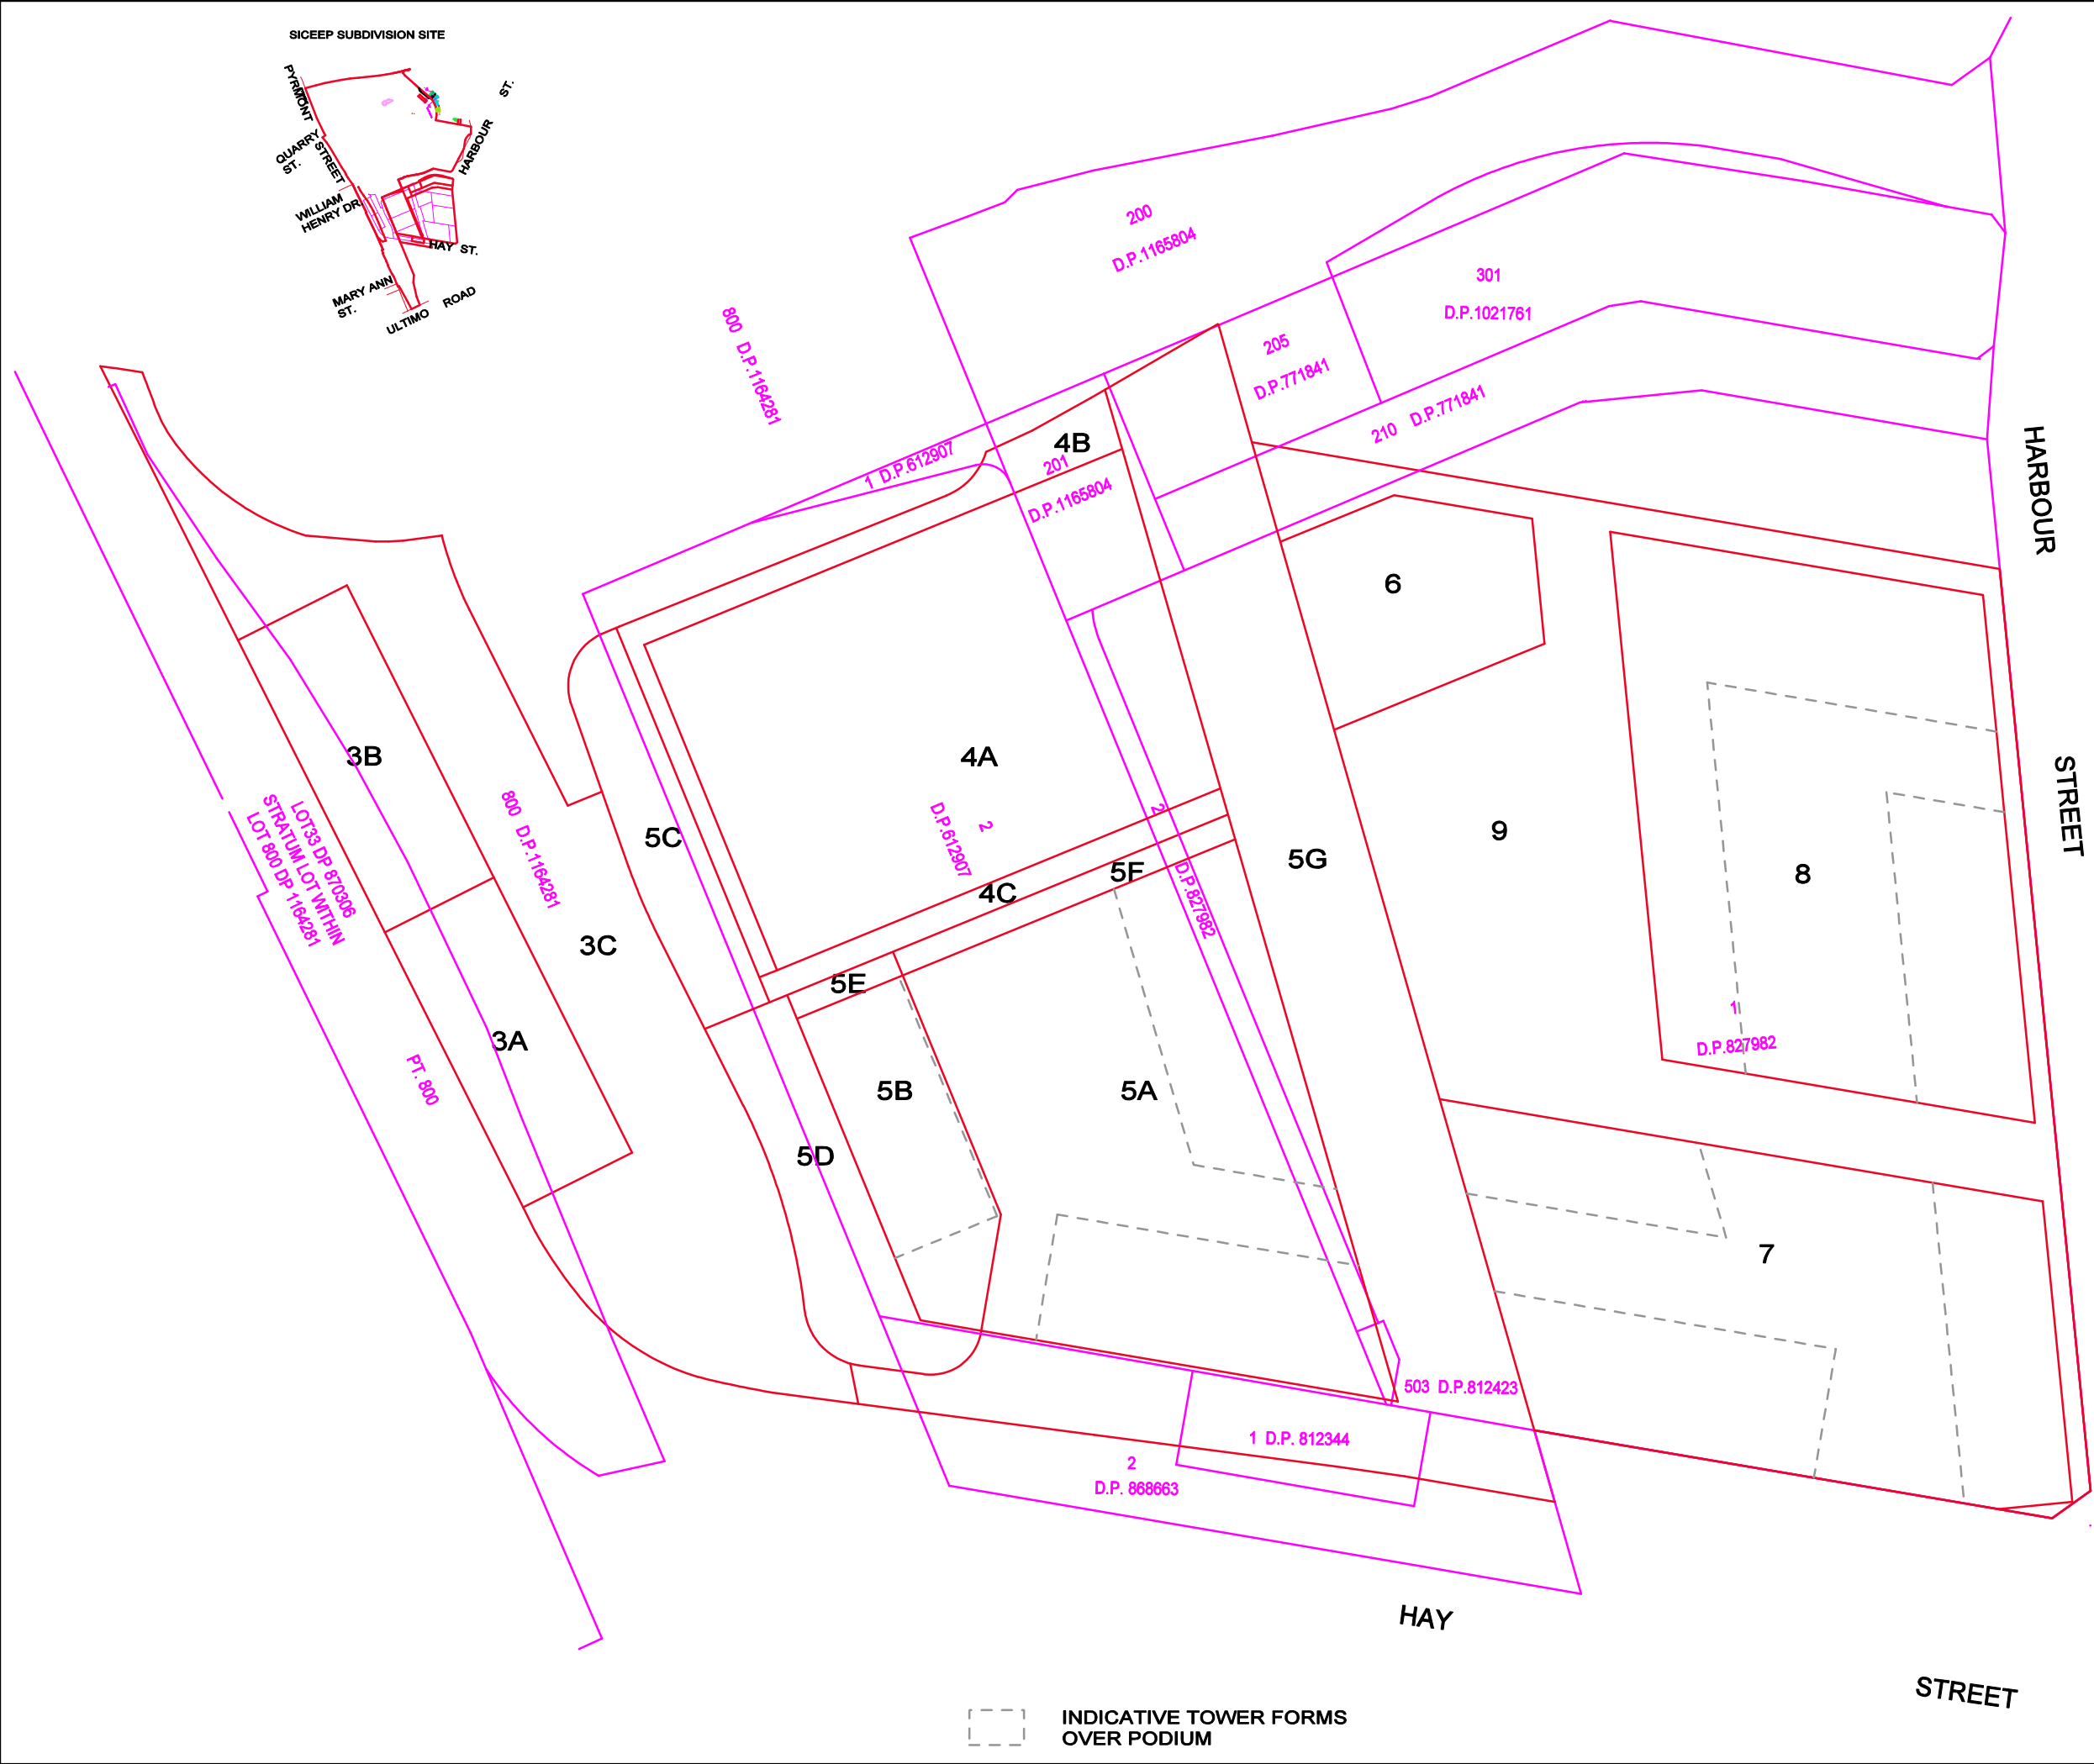 SICEEP SUBDIVISION SITE
PYRMONT
STREET
QUARRY
ST.
WILLIAM
HENRY DR.
MARY ANN
ST.
ULTIMO
ROAD
HAY ST.
HARBOUR
ST.
200
D.P.1165804
301
D.P.1021761
205
D.P.771841
210 D.P.771841
800 D.P.1164281
1 D.P.612907
4B
201
D.P.1165804
HARBOUR
STREET
6
3B
4A
2
D.P.612907
2
D.P.827982
5C
9
5G
8
5F
4C
800 D.P.1164281
LOT33 DP 870306
STRATUM LOT WITHIN
LOT 800 DP 1164281
3C
5E
1
D.P.827982
3A
PT. 800
5B
5A
5D
7
503 D.P.812423
1 D.P. 812344
2
D.P. 868663
HAY
STREET
INDICATIVE TOWER FORMS
OVER PODIUM